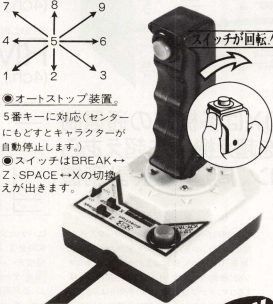 7 8 9
4 5 6
1 2 3
スイッチが回転!
●オートストップ装置。
5番キーに対応(センター
にもどすとキャラクターが
自動停止します。)
●スイッチはBREAK↔
Z、SPACE↔Xの切換
えが出きます。